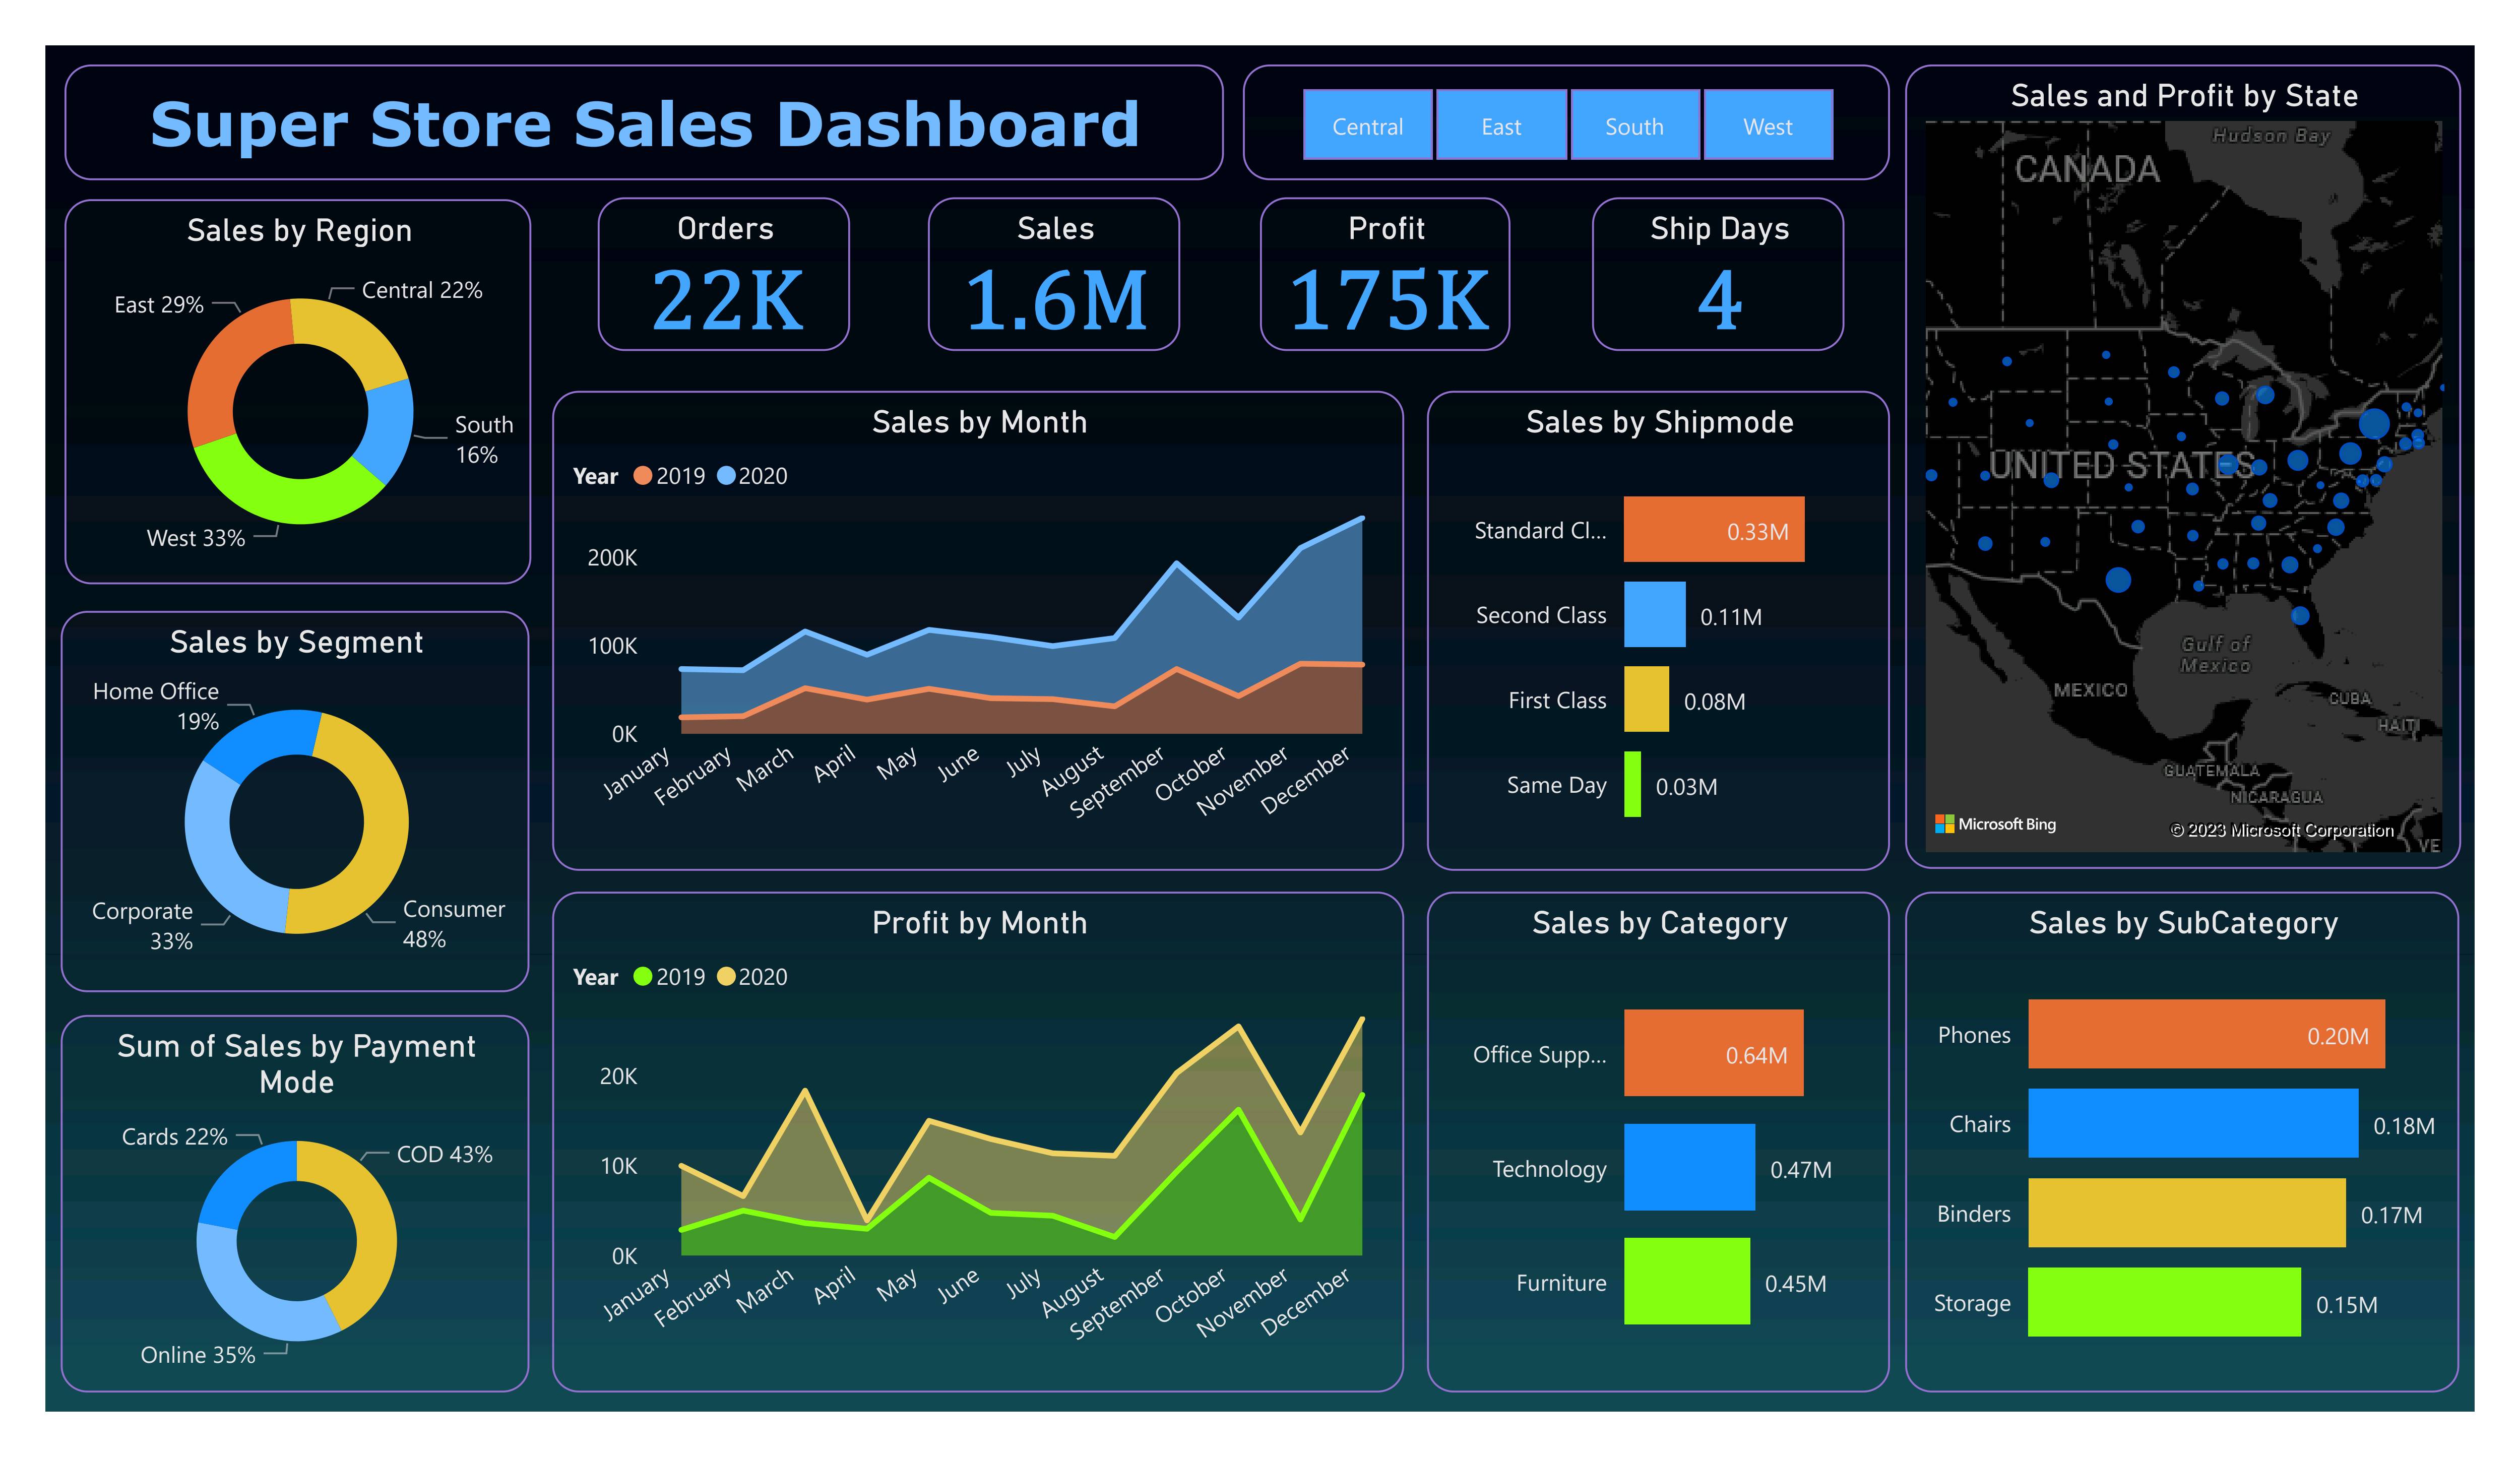 Super Store Sales Dashboard
Central
East
South
West
Sales and Profit by State
Hudson Bay
CANADA
UNITED STATES
Gulf of
Mexico
MEXICO
CUBA
HAITI
GUATEMALA
NICARAGUA
VE
Microsoft Bing
© 2023 Microsoft Corporation
Sales by Region
East 29%
Central 22%
South
16%
West 33%
Orders
22K
Sales
1.6M
Profit
175K
Ship Days
4
Sales by Month
Year 2019 2020
200K
100K
0K
January
February
March
April
May
June
July
August
September
October
November
December
Sales by Shipmode
Standard Cl... 0.33M
Second Class 0.11M
First Class 0.08M
Same Day 0.03M
Sales by Segment
Home Office
19%
Corporate
33%
Consumer
48%
Sum of Sales by Payment
Mode
Cards 22%
COD 43%
Online 35%
Profit by Month
Year 2019 2020
20K
10K
0K
January
February
March
April
May
June
July
August
September
October
November
December
Sales by Category
Office Supp... 0.64M
Technology 0.47M
Furniture 0.45M
Sales by SubCategory
Phones 0.20M
Chairs 0.18M
Binders 0.17M
Storage 0.15M